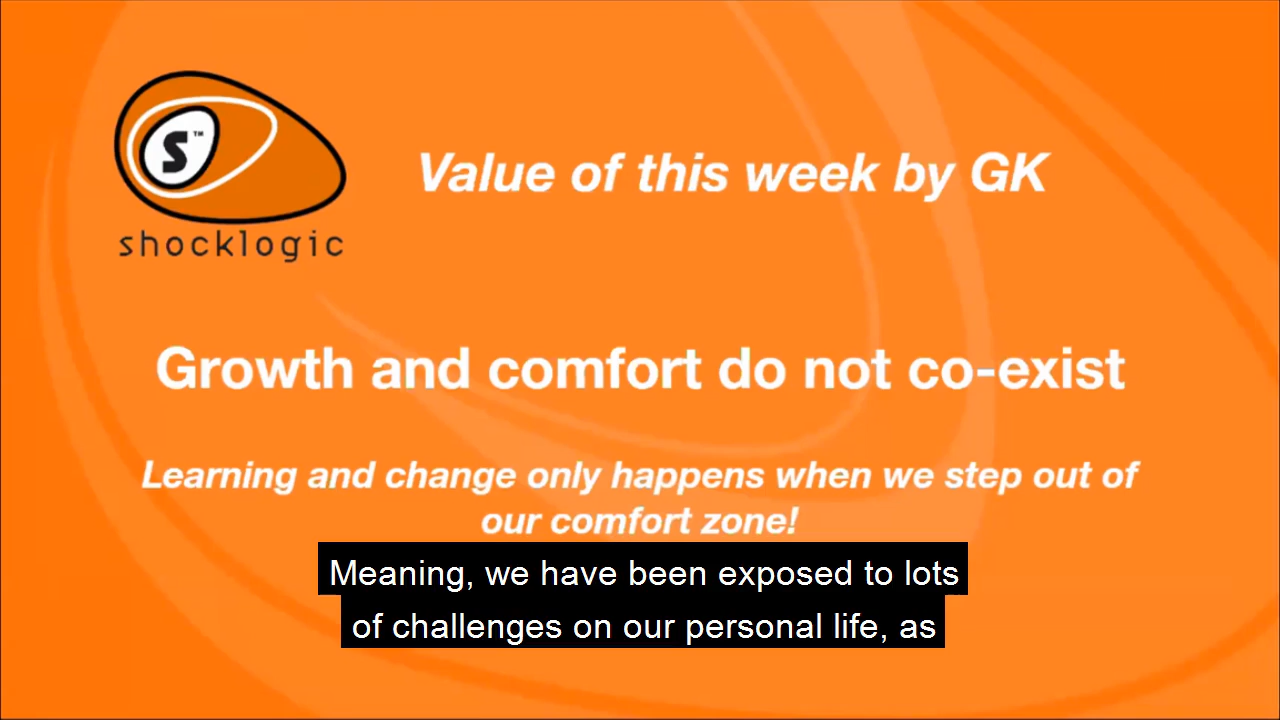 S™
shocklogic
Value of this week by GK
Growth and comfort do not co-exist
Learning and change only happens when we step out of
our comfort zone!
Meaning, we have been exposed to lots
of challenges on our personal life, as